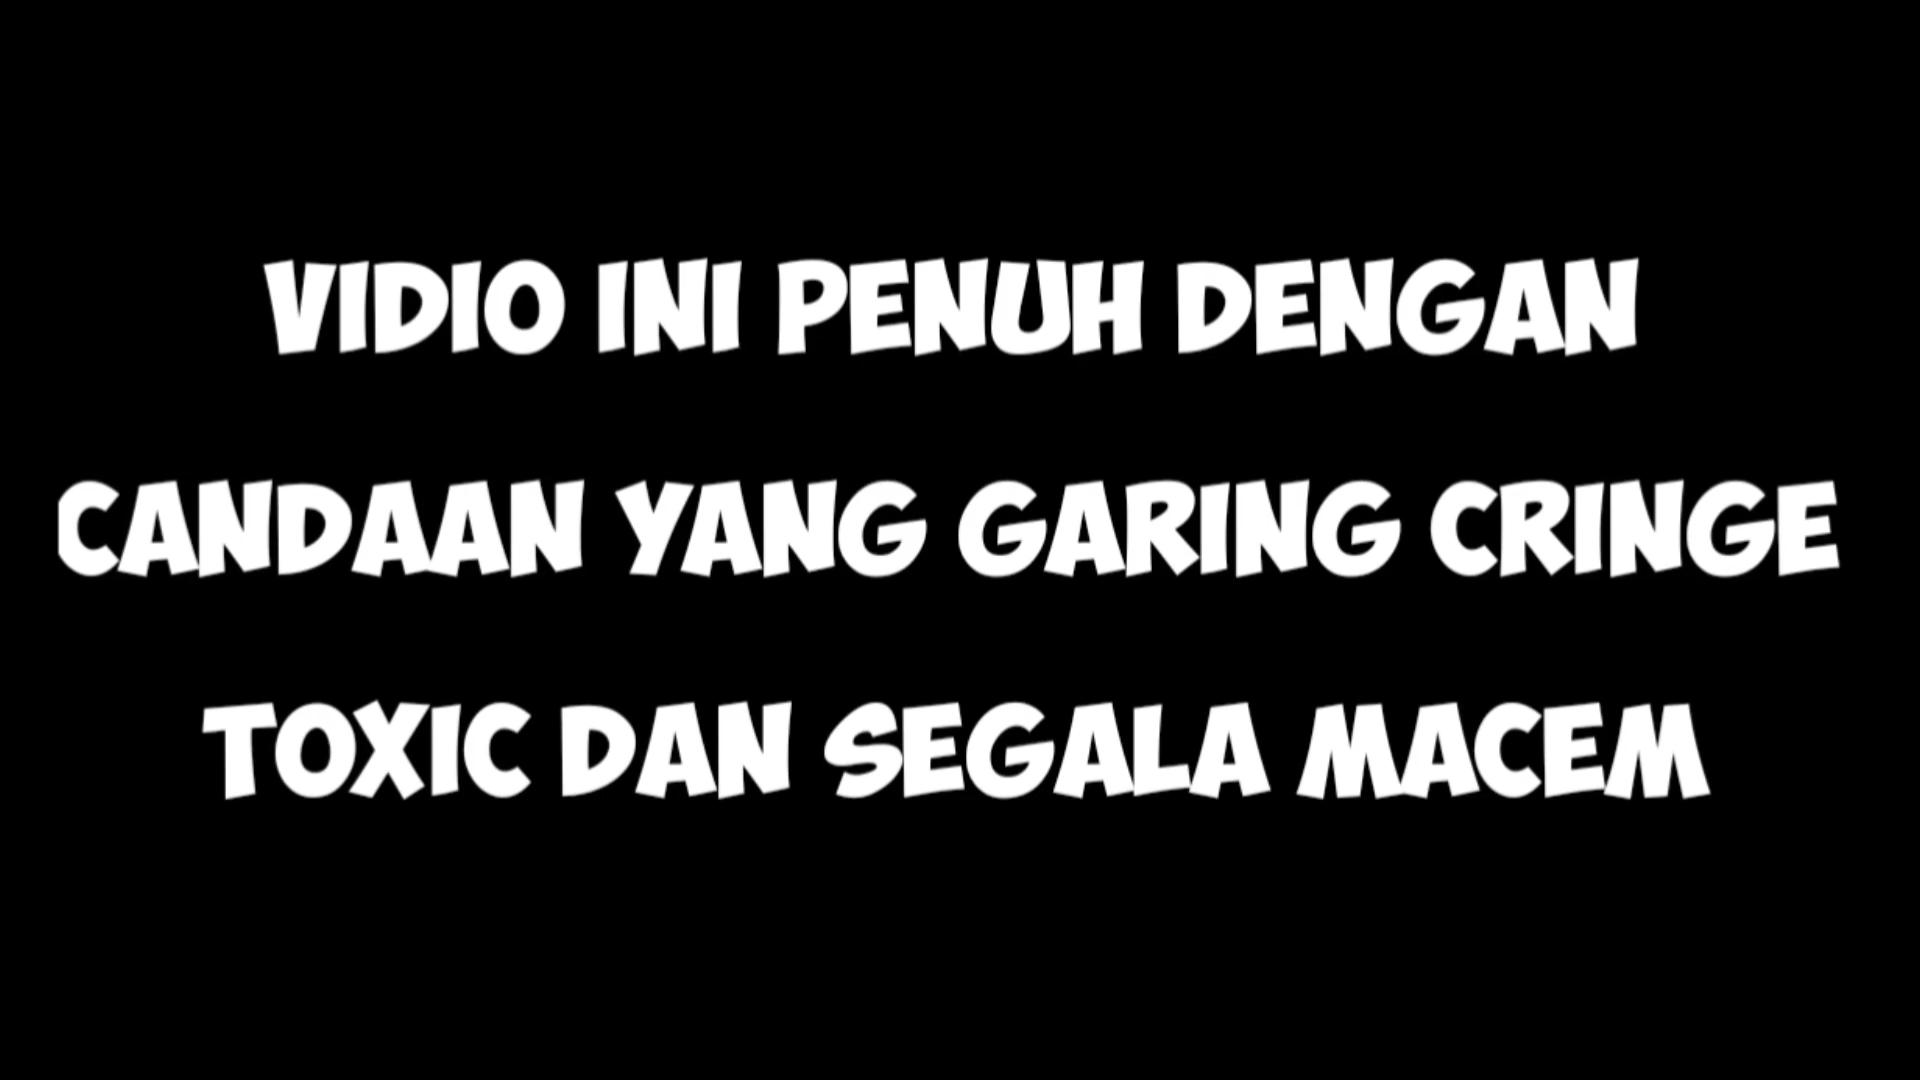 VIDIO INI PENUH DENGAN
CANDAAN YANG GARING CRINGE
TOXIC DAN SEGALA MACEM